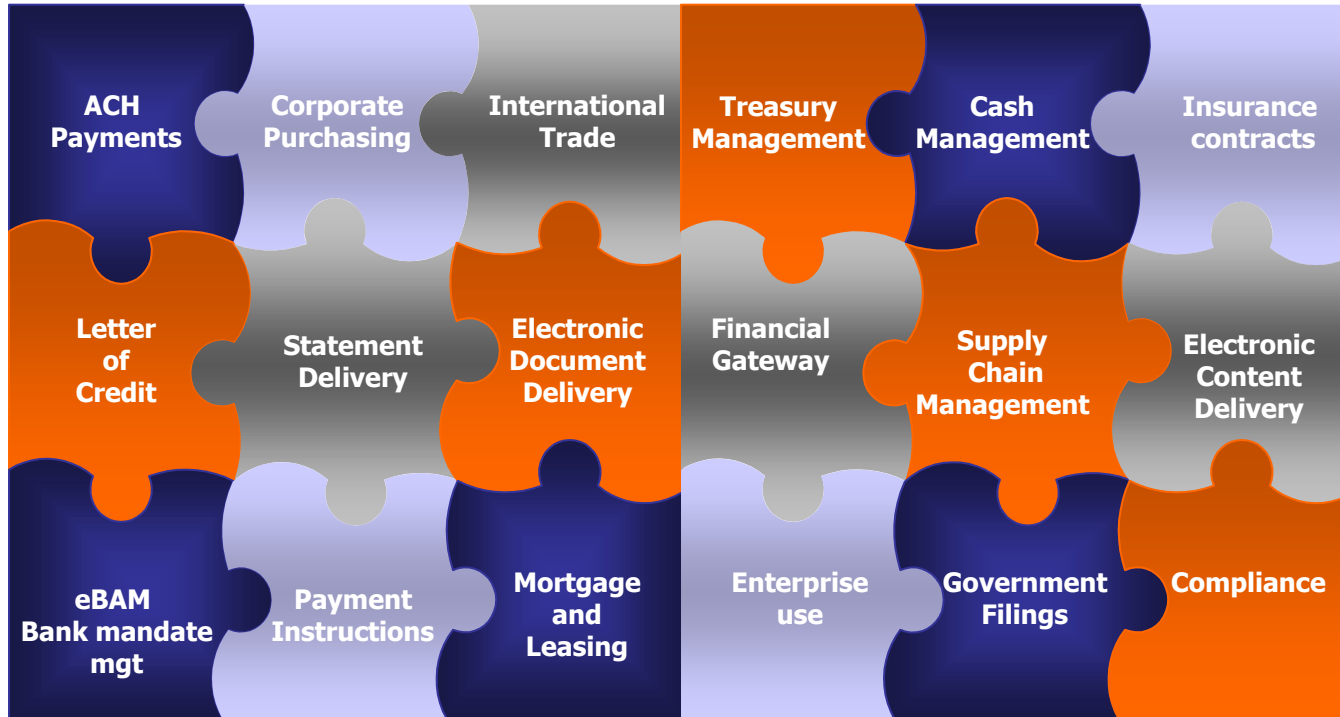 ACH
Payments
Corporate
Purchasing
International
Trade
Treasury
Management
Cash
Management
Insurance
contracts
Letter
of
Credit
Statement
Delivery
Electronic
Document
Delivery
Financial
Gateway
Supply
Chain
Management
Electronic
Content
Delivery
eBAM
Bank mandate
mgt
Payment
Instructions
Mortgage
and
Leasing
Enterprise
use
Government
Filings
Compliance